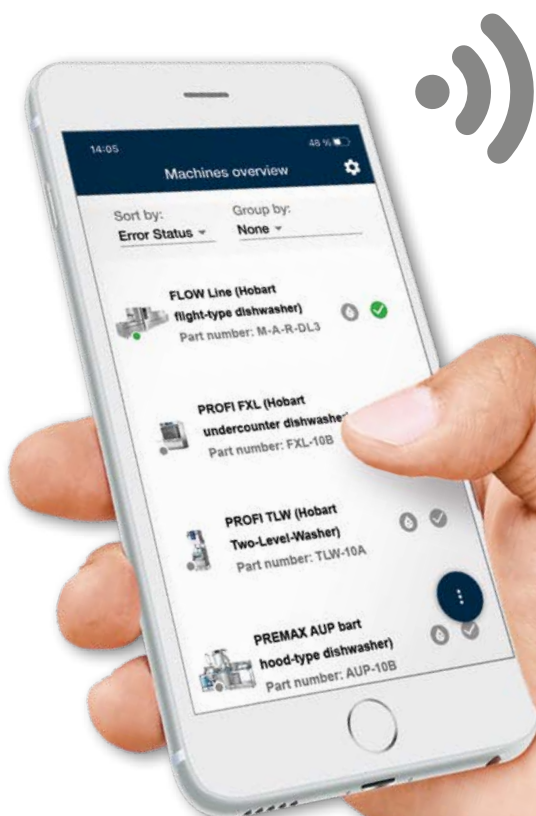 14:05
48 %
Machines overview
Sort by:
Group by:
Error Status
None
FLOW Line (Hobart
flight-type dishwasher)
Part number: M-A-R-DL3
PROFI FXL (Hobart
undercounter dishwasher
Part number: FXL-10B
PROFI TLW (Hobart
Two-Level-Washer)
Part number: TLW-10A
PREMAX AUP bart
hood-type dishwasher)
Part number: AUP-10B